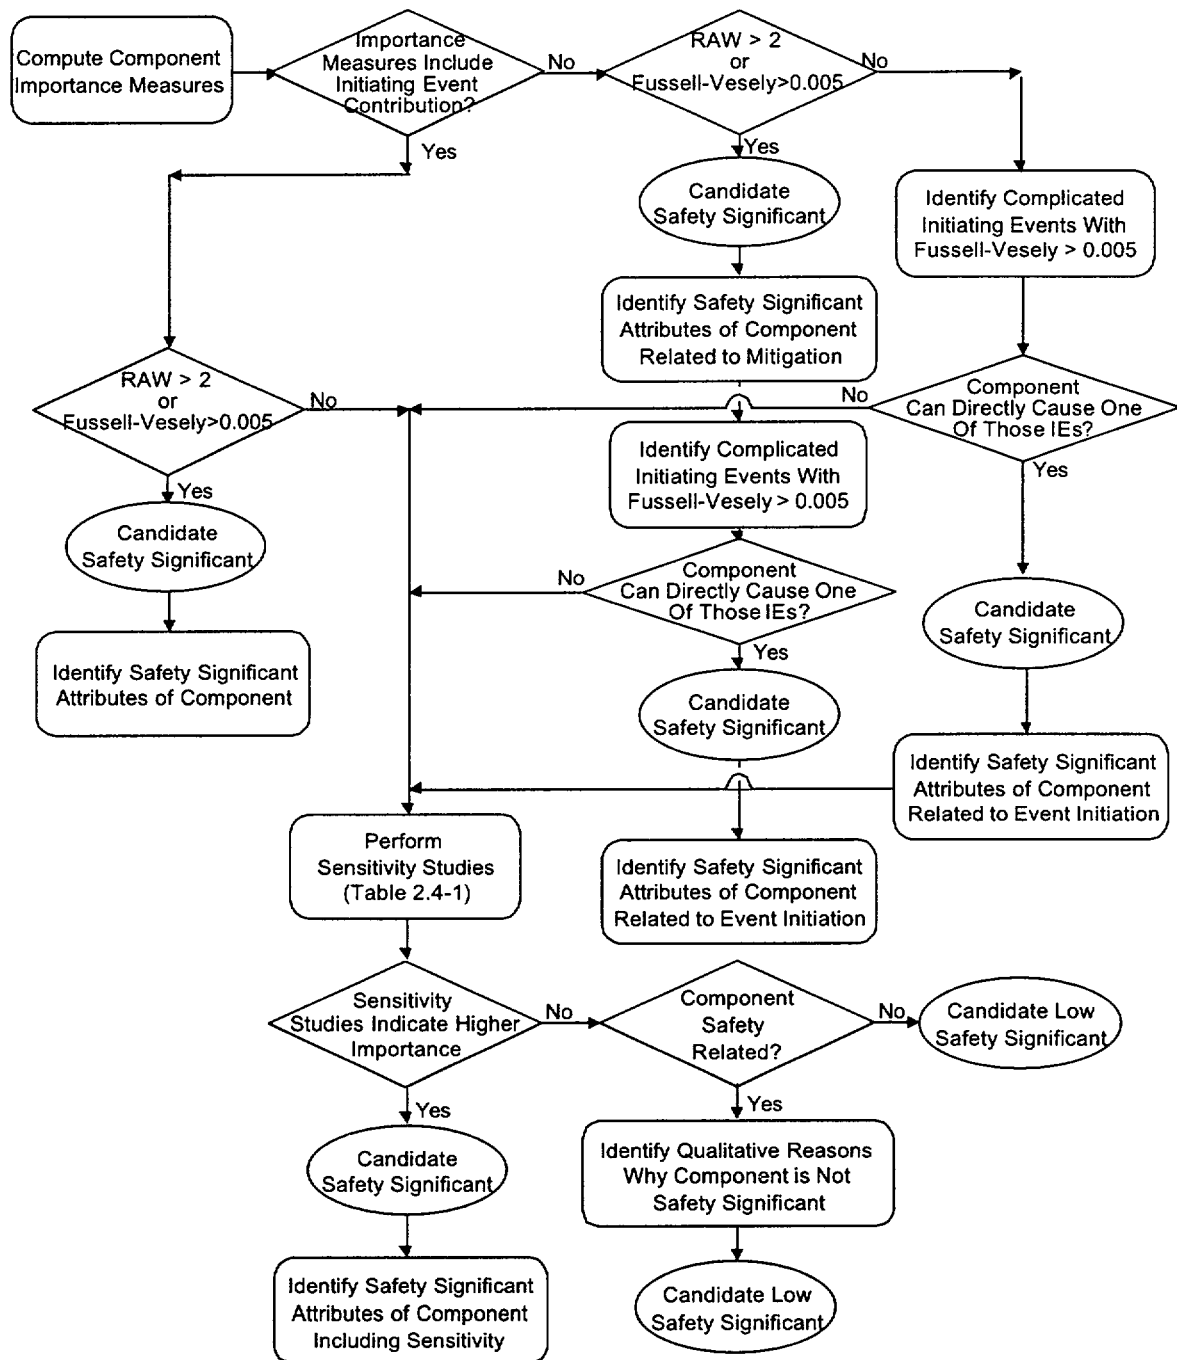 Compute Component
Importance Measures
Importance
Measures Include
Initiating Event
Contribution?
No
Yes
RAW > 2
or
Fussell-Vesely>0.005
No
Yes
Candidate
Safety Significant
Identify Complicated
Initiating Events With
Fussell-Vesely > 0.005
Identify Safety Significant
Attributes of Component
Related to Mitigation
RAW > 2
or
Fussell-Vesely>0.005
No
Yes
No
Component
Can Directly Cause One
Of Those IEs?
Yes
Identify Complicated
Initiating Events With
Fussell-Vesely > 0.005
Candidate
Safety Significant
No
Component
Can Directly Cause One
Of Those IEs?
Yes
Candidate
Safety Significant
Identify Safety Significant
Attributes of Component
Candidate
Safety Significant
Identify Safety Significant
Attributes of Component
Related to Event Initiation
Perform
Sensitivity Studies
(Table 2.4-1)
Identify Safety Significant
Attributes of Component
Related to Event Initiation
Sensitivity
Studies Indicate Higher
Importance
No
Yes
Component
Safety
Related?
No
Yes
Candidate Low
Safety Significant
Candidate
Safety Significant
Identify Qualitative Reasons
Why Component is Not
Safety Significant
Identify Safety Significant
Attributes of Component
Including Sensitivity
Candidate Low
Safety Significant